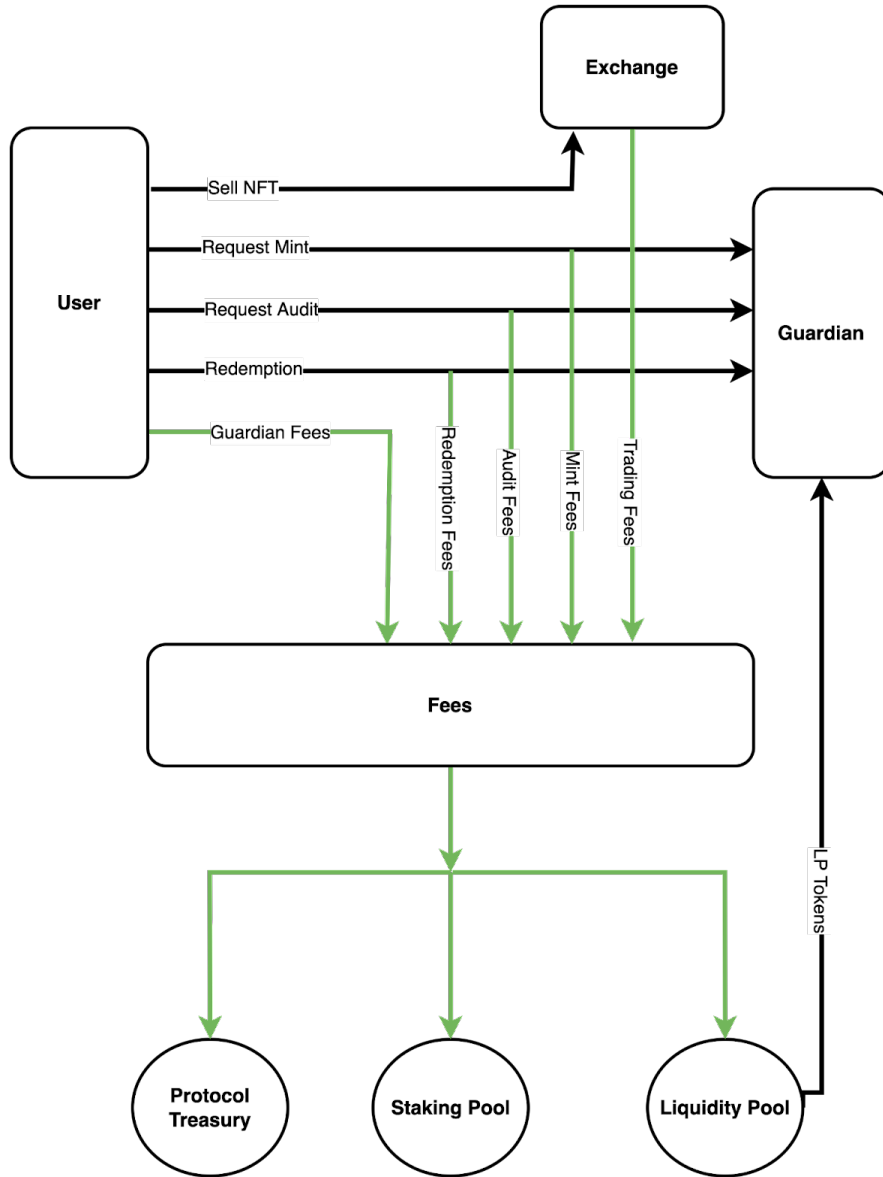 Exchange
Sell NFT
Request Mint
User
Request Audit
Guardian
Redemption
Guardian Fees
Redemption Fees
Audit Fees
Mint Fees
Trading Fees
Fees
LP Tokens
Protocol
Treasury
Staking Pool
Liquidity Pool